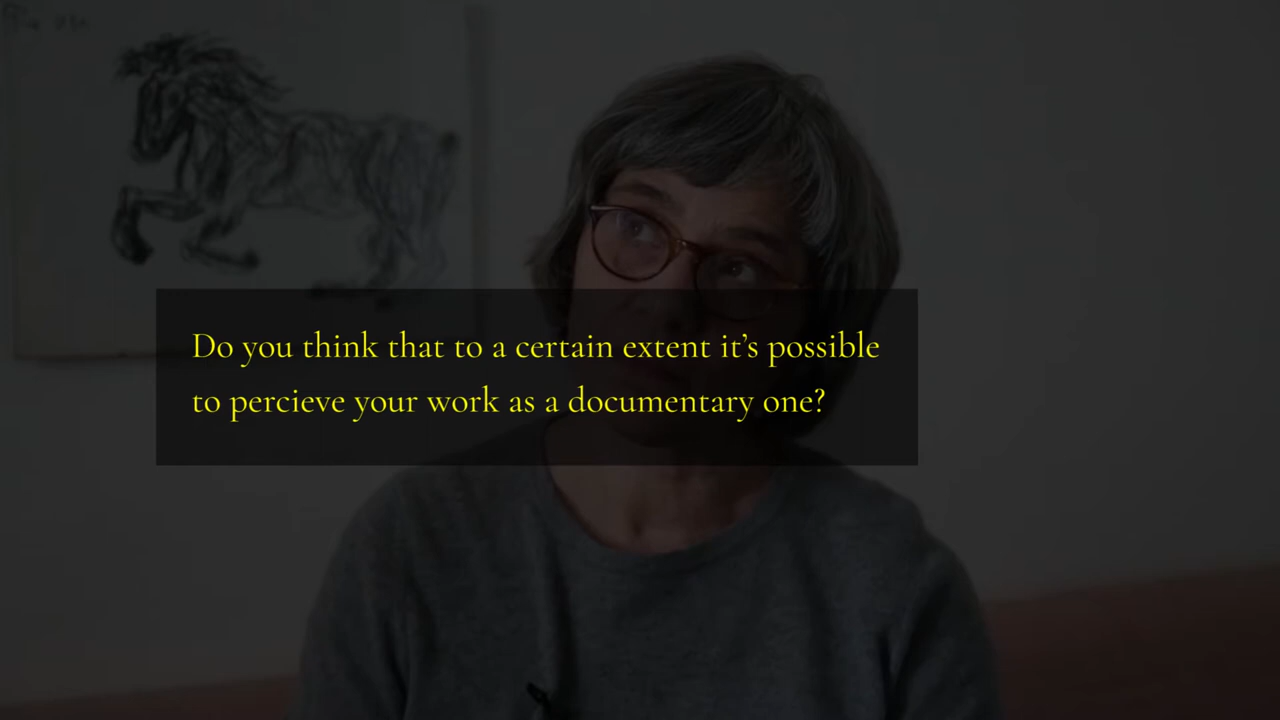 Do you think that to a certain extent it’s possible
to percieve your work as a documentary one?